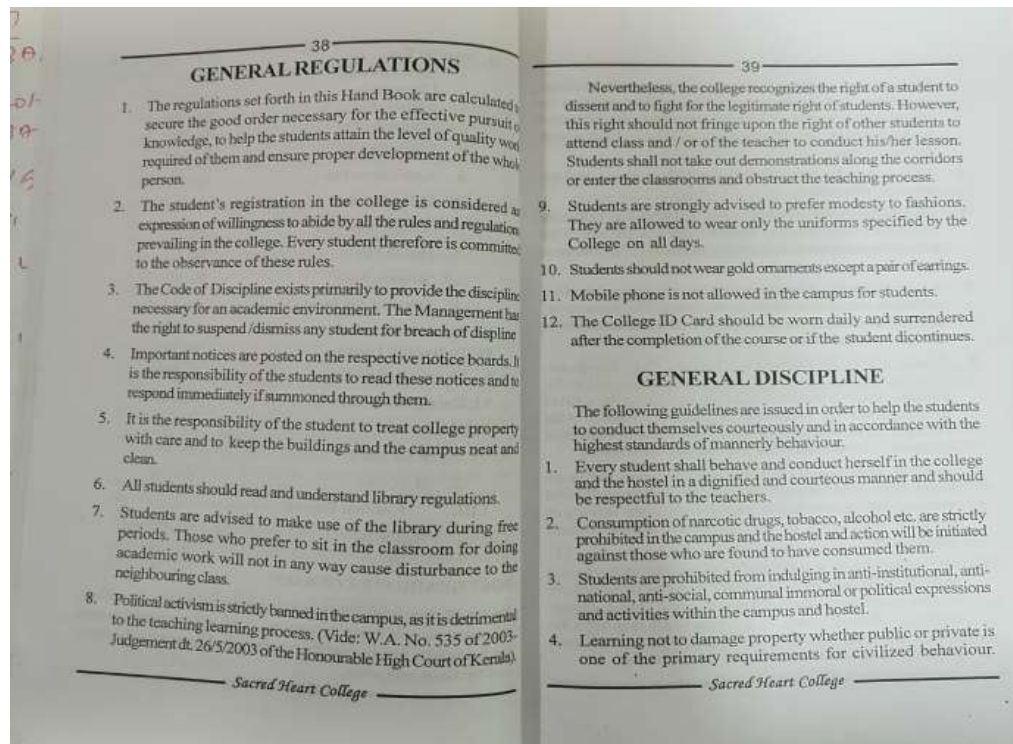 38
GENERAL REGULATIONS
1. The regulations set forth in this Hand Book are calculated
secure the good order necessary for the effective pursuit
knowledge, to help the students attain the level of quality
required of them and ensure proper development of the
person.
2. The student's registration in the college is considered
expression of willingness to abide by all the rules and regulation
prevailing in the college. Every student therefore is
to the observance of these rules.
3. The Code of Discipline exists primarily to provide the discipline
necessary for an academic environment. The Management
the right to suspend /dismiss any student for breach of displine
4. Important notices are posted on the respective notice boards.
is the responsibility of the students to read these notices and to
respond immediately if summoned through them.
5. It is the responsibility of the student to treat college property
with care and to keep the buildings and the campus neat and
clean.
6. All students should read and understand library regulations.
7. Students are advised to make use of the library during free
periods. Those who prefer to sit in the classroom for doing
academic work will not in any way cause disturbance to the
neighbouring class.
8. Political activism is strictly banned in the campus, as it is detrimental
to the teaching learning process. (Vide: W.A. No. 535 of 2003-
Judgement dt. 26/5/2003 of the Honourable High Court of Kerala).
Sacred Heart College
39
Nevertheless, the college recognizes the right of a student to
dissent and to fight for the legitimate right of students. However,
this right should not fringe upon the right of other students to
attend class and / or of the teacher to conduct his/her lesson.
Students shall not take out demonstrations along the corridors
or enter the classrooms and obstruct the teaching process.
9. Students are strongly advised to prefer modesty to fashions.
They are allowed to wear only the uniforms specified by the
College on all days.
10. Students should not wear gold ornaments except a pair of earrings.
11. Mobile phone is not allowed in the campus for students.
12. The College ID Card should be worn daily and surrendered
after the completion of the course or if the student dicontinues.
GENERAL DISCIPLINE
The following guidelines are issued in order to help the students
to conduct themselves courteously and in accordance with the
highest standards of mannerly behaviour.
1. Every student shall behave and conduct herself in the college
and the hostel in a dignified and courteous manner and should
be respectful to the teachers.
2. Consumption of narcotic drugs, tobacco, alcohol etc. are strictly
prohibited in the campus and the hostel and action will be initiated
against those who are found to have consumed them.
3. Students are prohibited from indulging in anti-institutional, anti-
national, anti-social, communal immoral or political expressions
and activities within the campus and hostel.
4. Learning not to damage property whether public or private is
one of the primary requirements for civilized behaviour.
Sacred Heart College